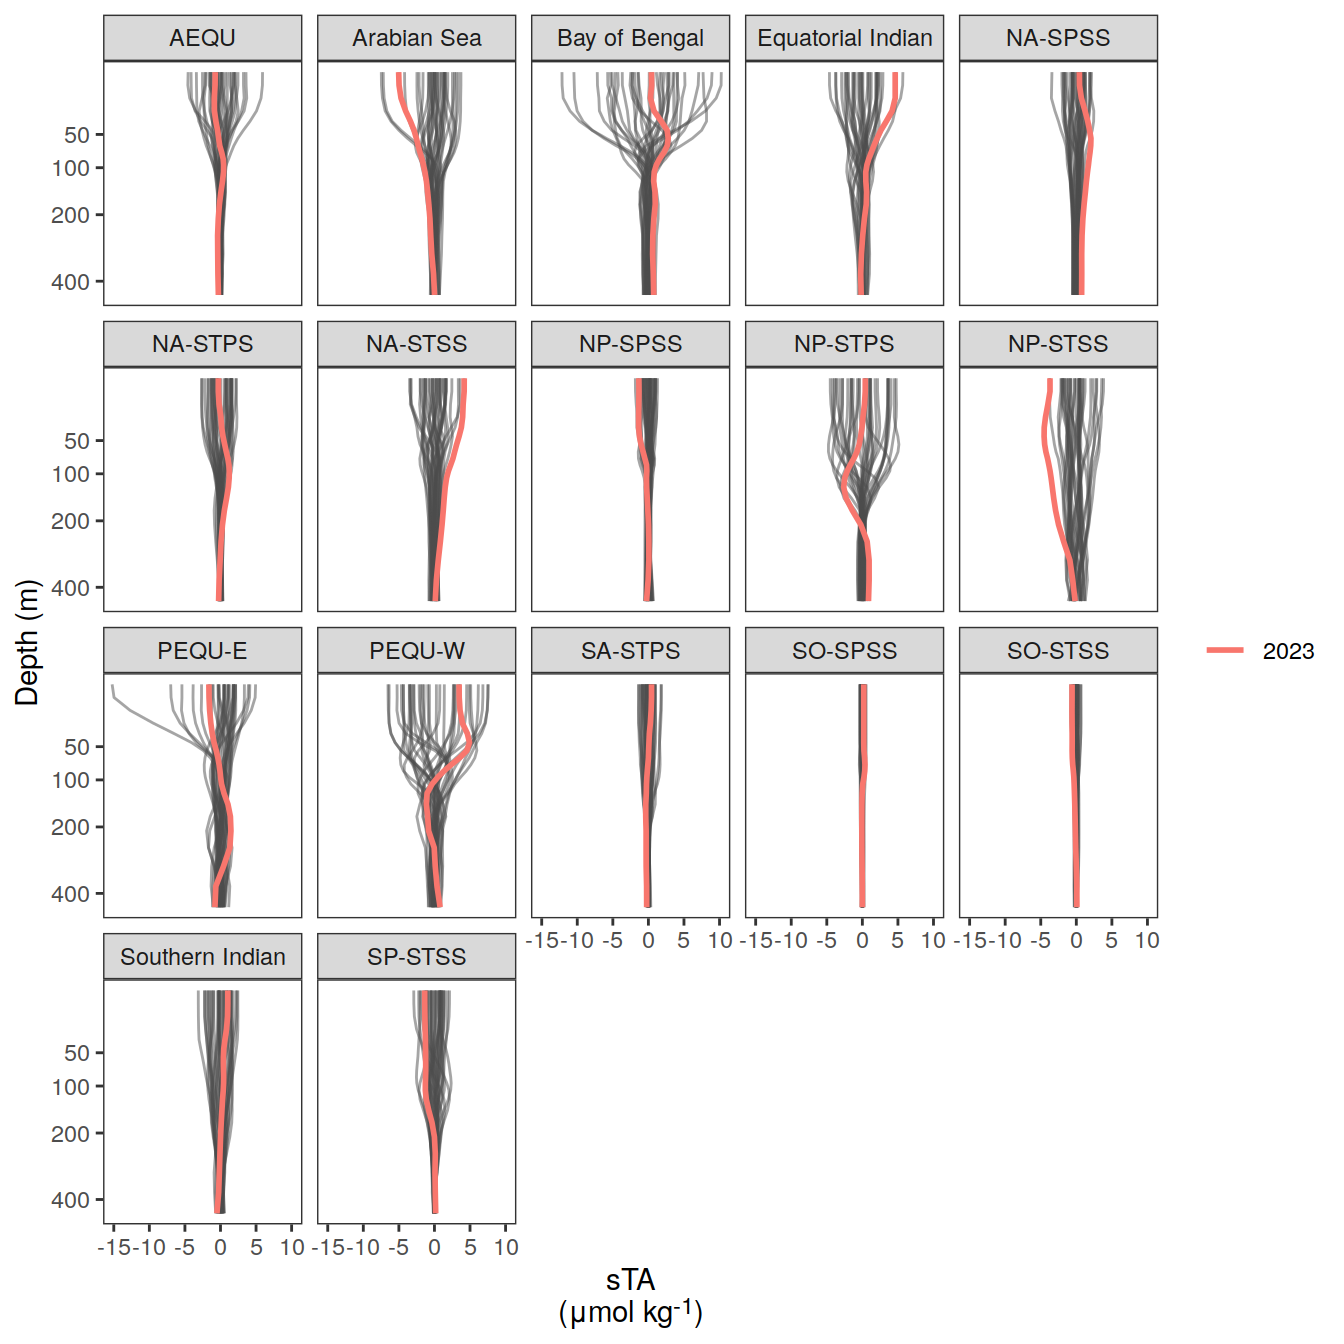 AEQU Arabian Sea Bay of Bengal Equatorial Indian NA-SPSS
50
100
200
400
NA-STPS NA-STSS NP-SPSS NP-STPS NP-STSS
50
100
200
400
Depth (m)
2023
PEQU-E PEQU-W SA-STPS SO-SPSS SO-STSS
50
100
200
400
-15 -10 -5 0 5 10 -15 -10 -5 0 5 10 -15 -10 -5 0 5 10
Southern Indian SP-STSS
50
100
200
400
-15 -10 -5 0 5 10 -15 -10 -5 0 5 10
sTA
(µmol kg⁻¹)